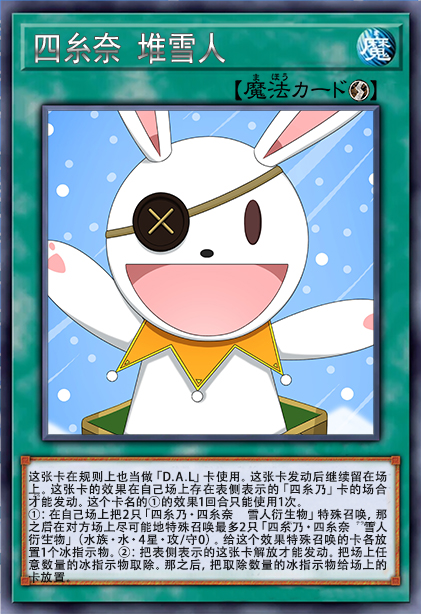 四糸奈 堆雪人
魔
【魔法カード】
まほう
这张卡在规则上也当做「D.A.L」卡使用。这张卡发动后继续留在场
上。这张卡的效果在自己场上存在表侧表示的「四糸乃」卡的场合
才能发动。这个卡名的①的效果1回合只能使用1次。
①：在自己场上把2只「四糸乃·四糸奈 雪人衍生物」特殊召唤，那
之后在对方场上尽可能地特殊召唤最多2只「四糸乃·四糸奈 雪人
衍生物」（水族·水·4星·攻/守0）。给这个效果特殊召唤的卡各放
置1个冰指示物。②：把表侧表示的这张卡解放才能发动。把场上任
意数量的冰指示物取除。那之后，把取除数量的冰指示物给场上的
卡放置。